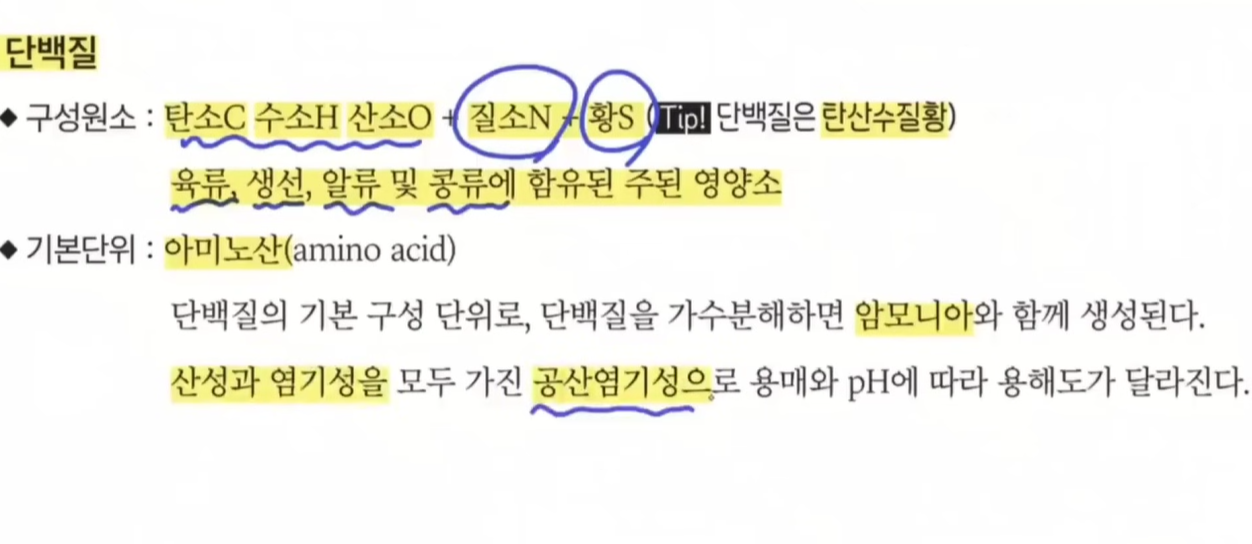 단백질
◆ 구성원소 : 탄소C 수소H 산소O + 질소N + 황S (Tip! 단백질은 탄산수질황)
육류, 생선, 알류 및 콩류에 함유된 주된 영양소
◆ 기본단위 : 아미노산(amino acid)
단백질의 기본 구성 단위로, 단백질을 가수분해하면 암모니아와 함께 생성된다.
산성과 염기성을 모두 가진 공산염기성으로 용매와 pH에 따라 용해도가 달라진다.